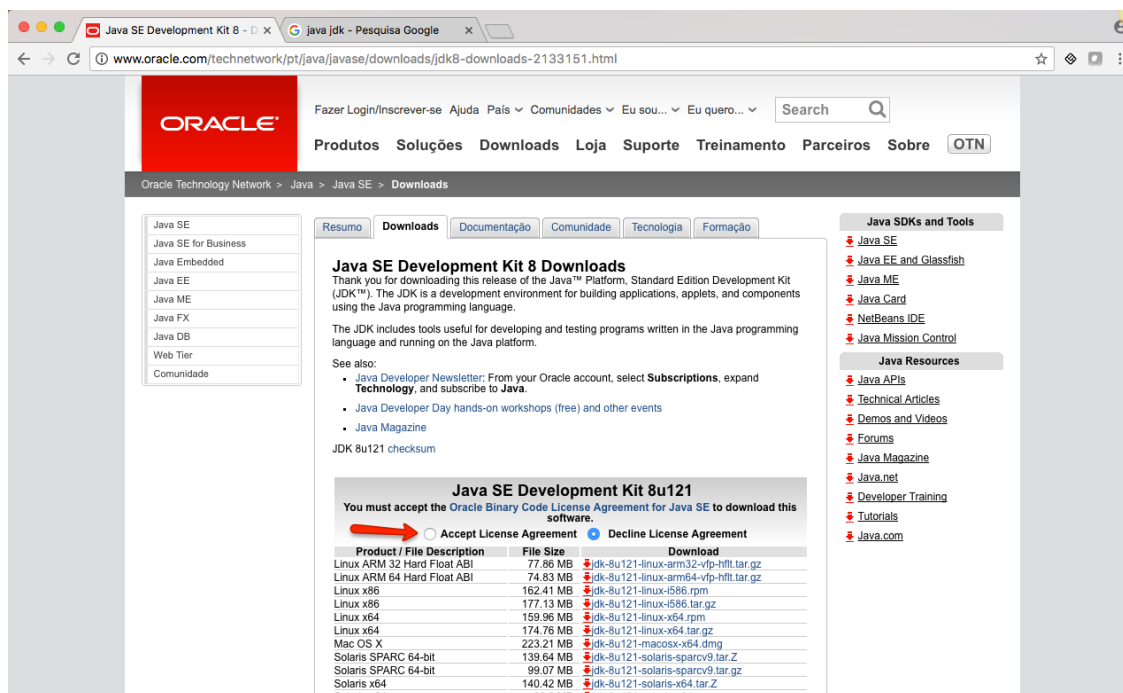 Java SE Development Kit 8 - D
java jdk - Pesquisa Google
www.oracle.com/technetwork/pt/java/javase/downloads/jdk8-downloads-2133151.html
ORACLE
Fazer Login/Inscrever-se Ajuda País Comunidades Eu sou... Eu quero... Search
Produtos Soluções Downloads Loja Suporte Treinamento Parceiros Sobre OTN
Oracle Technology Network > Java > Java SE > Downloads
Java SE
Java SE for Business
Java Embedded
Java EE
Java ME
Java FX
Java DB
Web Tier
Comunidade
Resumo Downloads Documentação Comunidade Tecnologia Formação
Java SE Development Kit 8 Downloads
Thank you for downloading this release of the Java™ Platform, Standard Edition Development Kit
(JDK™). The JDK is a development environment for building applications, applets, and components
using the Java programming language.
The JDK includes tools useful for developing and testing programs written in the Java programming
language and running on the Java platform.
See also:
Java Developer Newsletter: From your Oracle account, select Subscriptions, expand
Technology, and subscribe to Java.
Java Developer Day hands-on workshops (free) and other events
Java Magazine
JDK 8u121 checksum
Java SE Development Kit 8u121
You must accept the Oracle Binary Code License Agreement for Java SE to download this
software.
Accept License Agreement Decline License Agreement
Product / File Description File Size Download
Linux ARM 32 Hard Float ABI 77.86 MB jdk-8u121-linux-arm32-vfp-hflt.tar.gz
Linux ARM 64 Hard Float ABI 74.83 MB jdk-8u121-linux-arm64-vfp-hflt.tar.gz
Linux x86 162.41 MB jdk-8u121-linux-i586.rpm
Linux x86 177.13 MB jdk-8u121-linux-i586.tar.gz
Linux x64 159.96 MB jdk-8u121-linux-x64.rpm
Linux x64 174.76 MB jdk-8u121-linux-x64.tar.gz
Mac OS X 223.21 MB jdk-8u121-macosx-x64.dmg
Solaris SPARC 64-bit 139.64 MB jdk-8u121-solaris-sparcv9.tar.Z
Solaris SPARC 64-bit 99.07 MB jdk-8u121-solaris-sparcv9.tar.gz
Solaris x64 140.42 MB jdk-8u121-solaris-x64.tar.Z
Java SDKs and Tools
Java SE
Java EE and Glassfish
Java ME
Java Card
NetBeans IDE
Java Mission Control
Java Resources
Java APIs
Technical Articles
Demos and Videos
Forums
Java Magazine
Java.net
Developer Training
Tutorials
Java.com